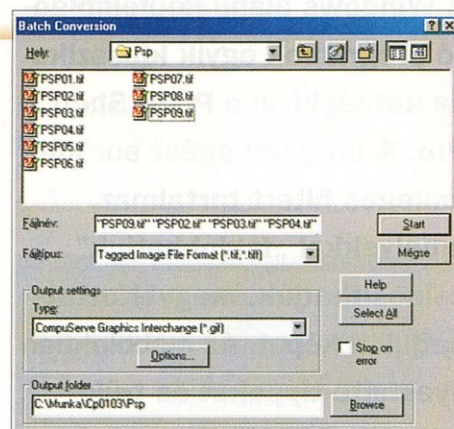 Batch Conversion
Hely: Psp
PSP01.tif PSP07.tif
PSP02.tif PSP08.tif
PSP03.tif PSP09.tif
PSP04.tif
PSP05.tif
PSP06.tif
Fájlnév: "PSP09.tif" "PSP02.tif" "PSP03.tif" "PSP04.tif" Start
Fájltípus: Tagged Image File Format (*.tif,*.tiff) Mégse
Output settings
Type:
CompuServe Graphics Interchange (*.gif)
Options...
Help
Select All
Stop on
error
Output folder
C:\Munka\Cp0103\Psp Browse